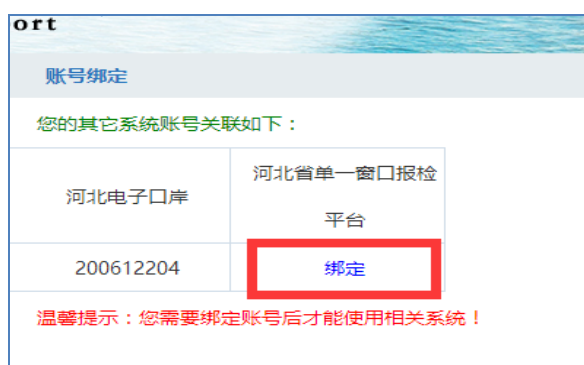 ort
账号绑定
您的其它系统账号关联如下：
河北电子口岸
河北省单一窗口报检
平台
200612204
绑定
温馨提示：您需要绑定账号后才能使用相关系统！